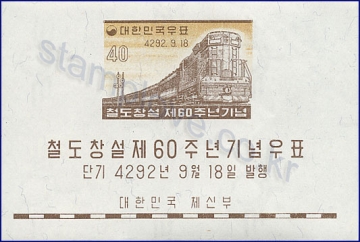 대한민국우표
4292.9.18
40
철도창설 제60주년기념
철도창설제60주년기념우표
단기 4292년 9월 18일 발행
대한민국 체신부